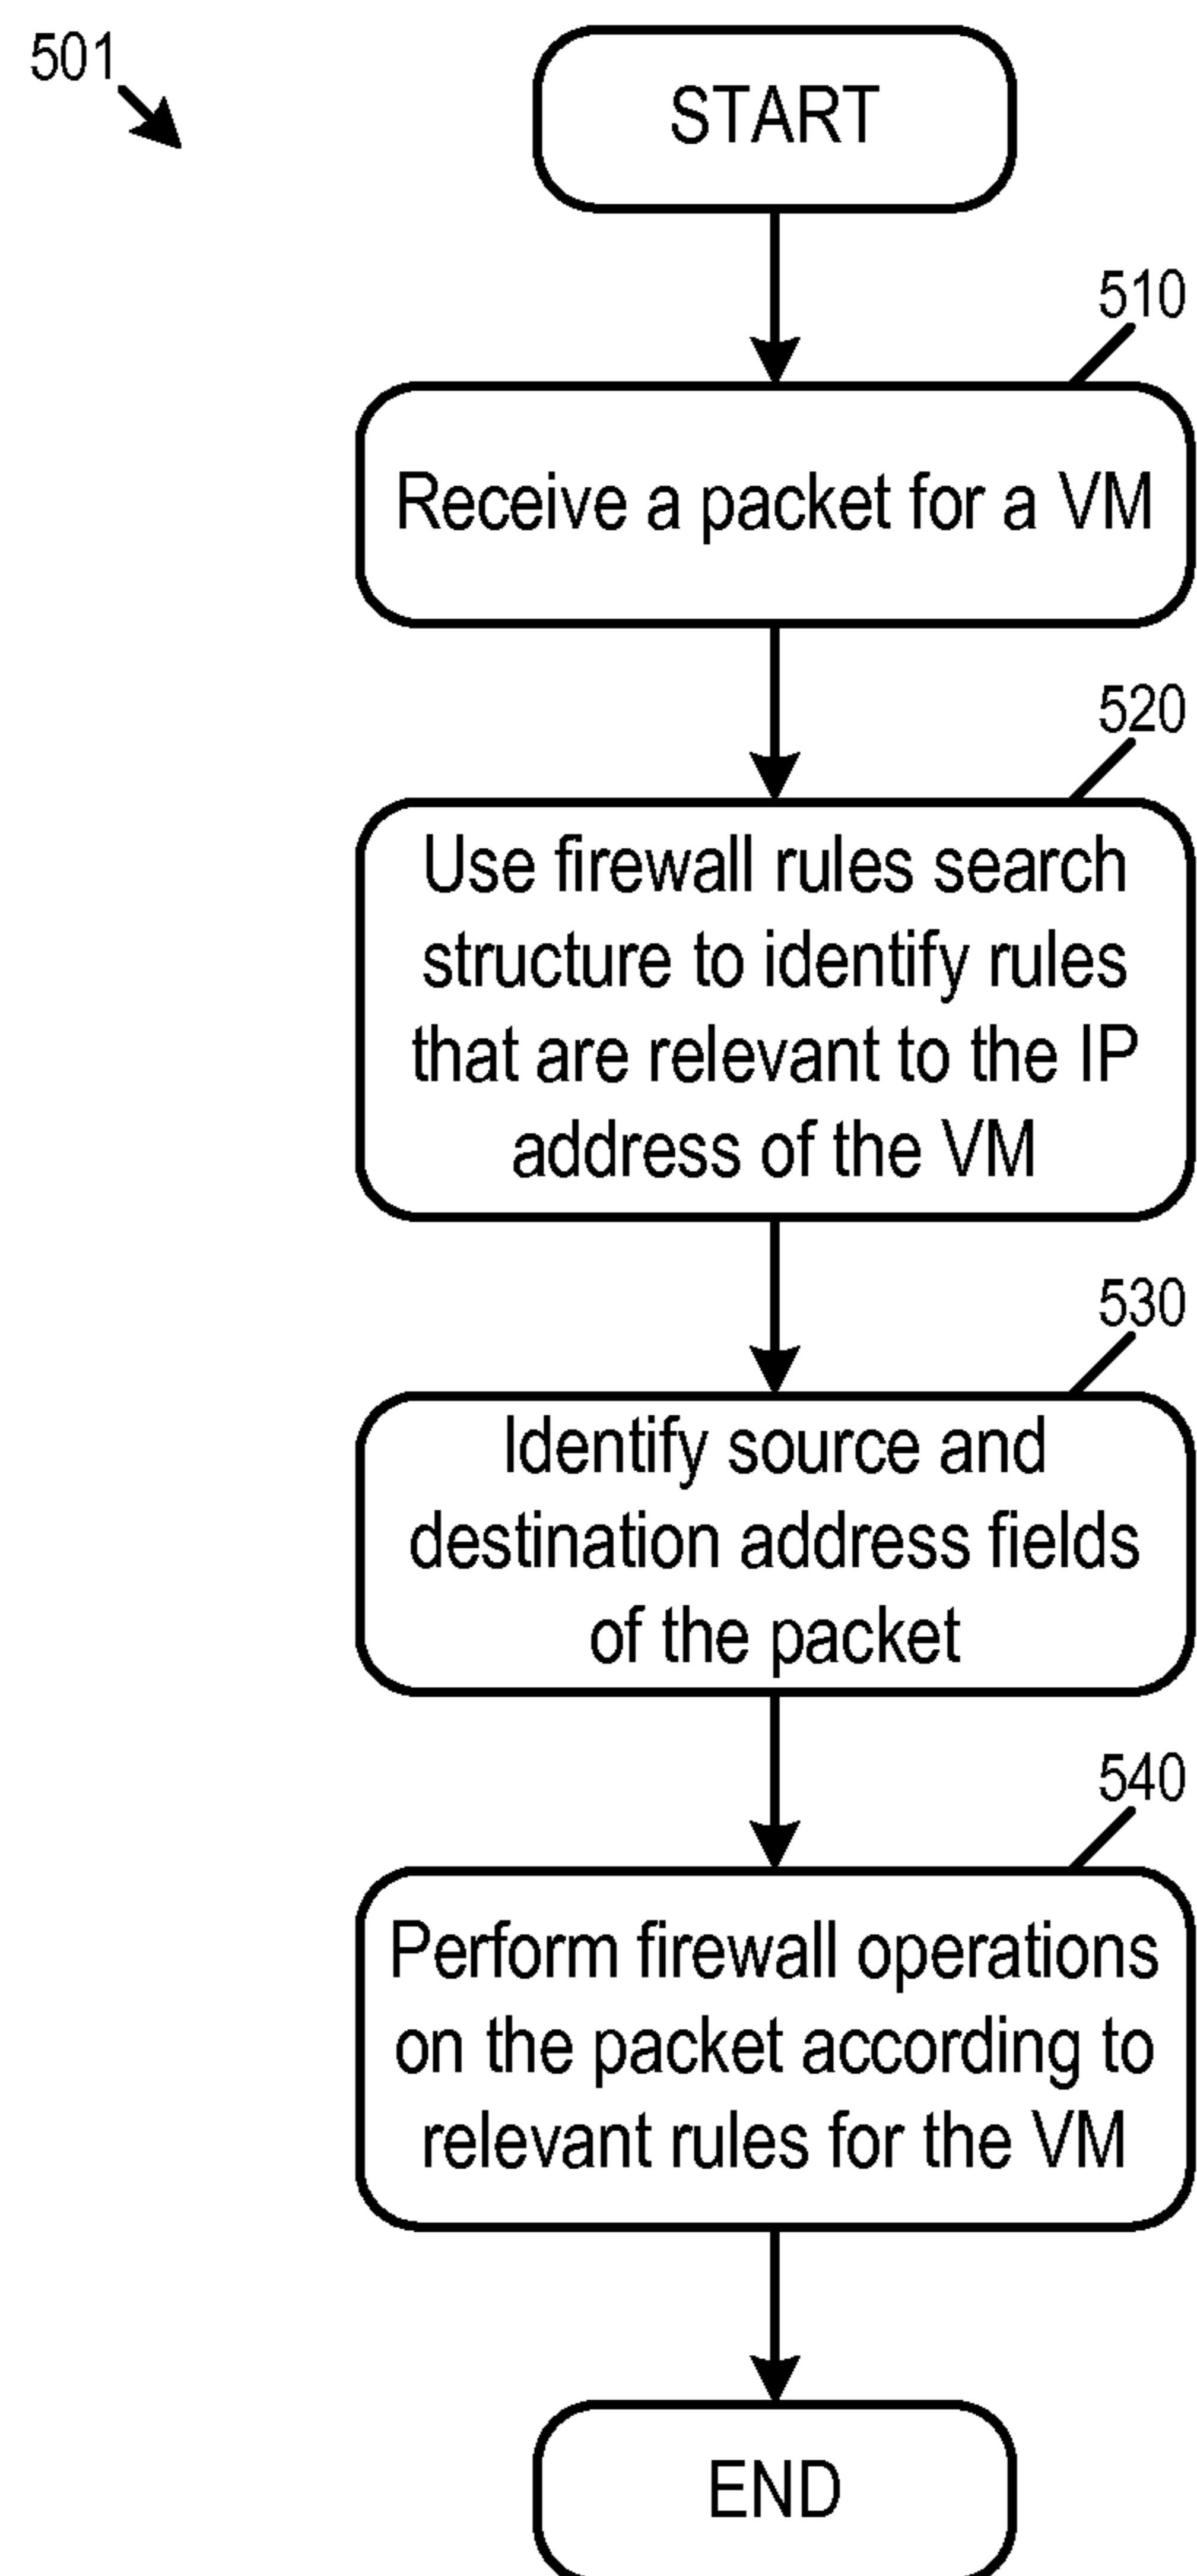 501
START
510
Receive a packet for a VM
520
Use firewall rules search
structure to identify rules
that are relevant to the IP
address of the VM
530
Identify source and
destination address fields
of the packet
540
Perform firewall operations
on the packet according to
relevant rules for the VM
END